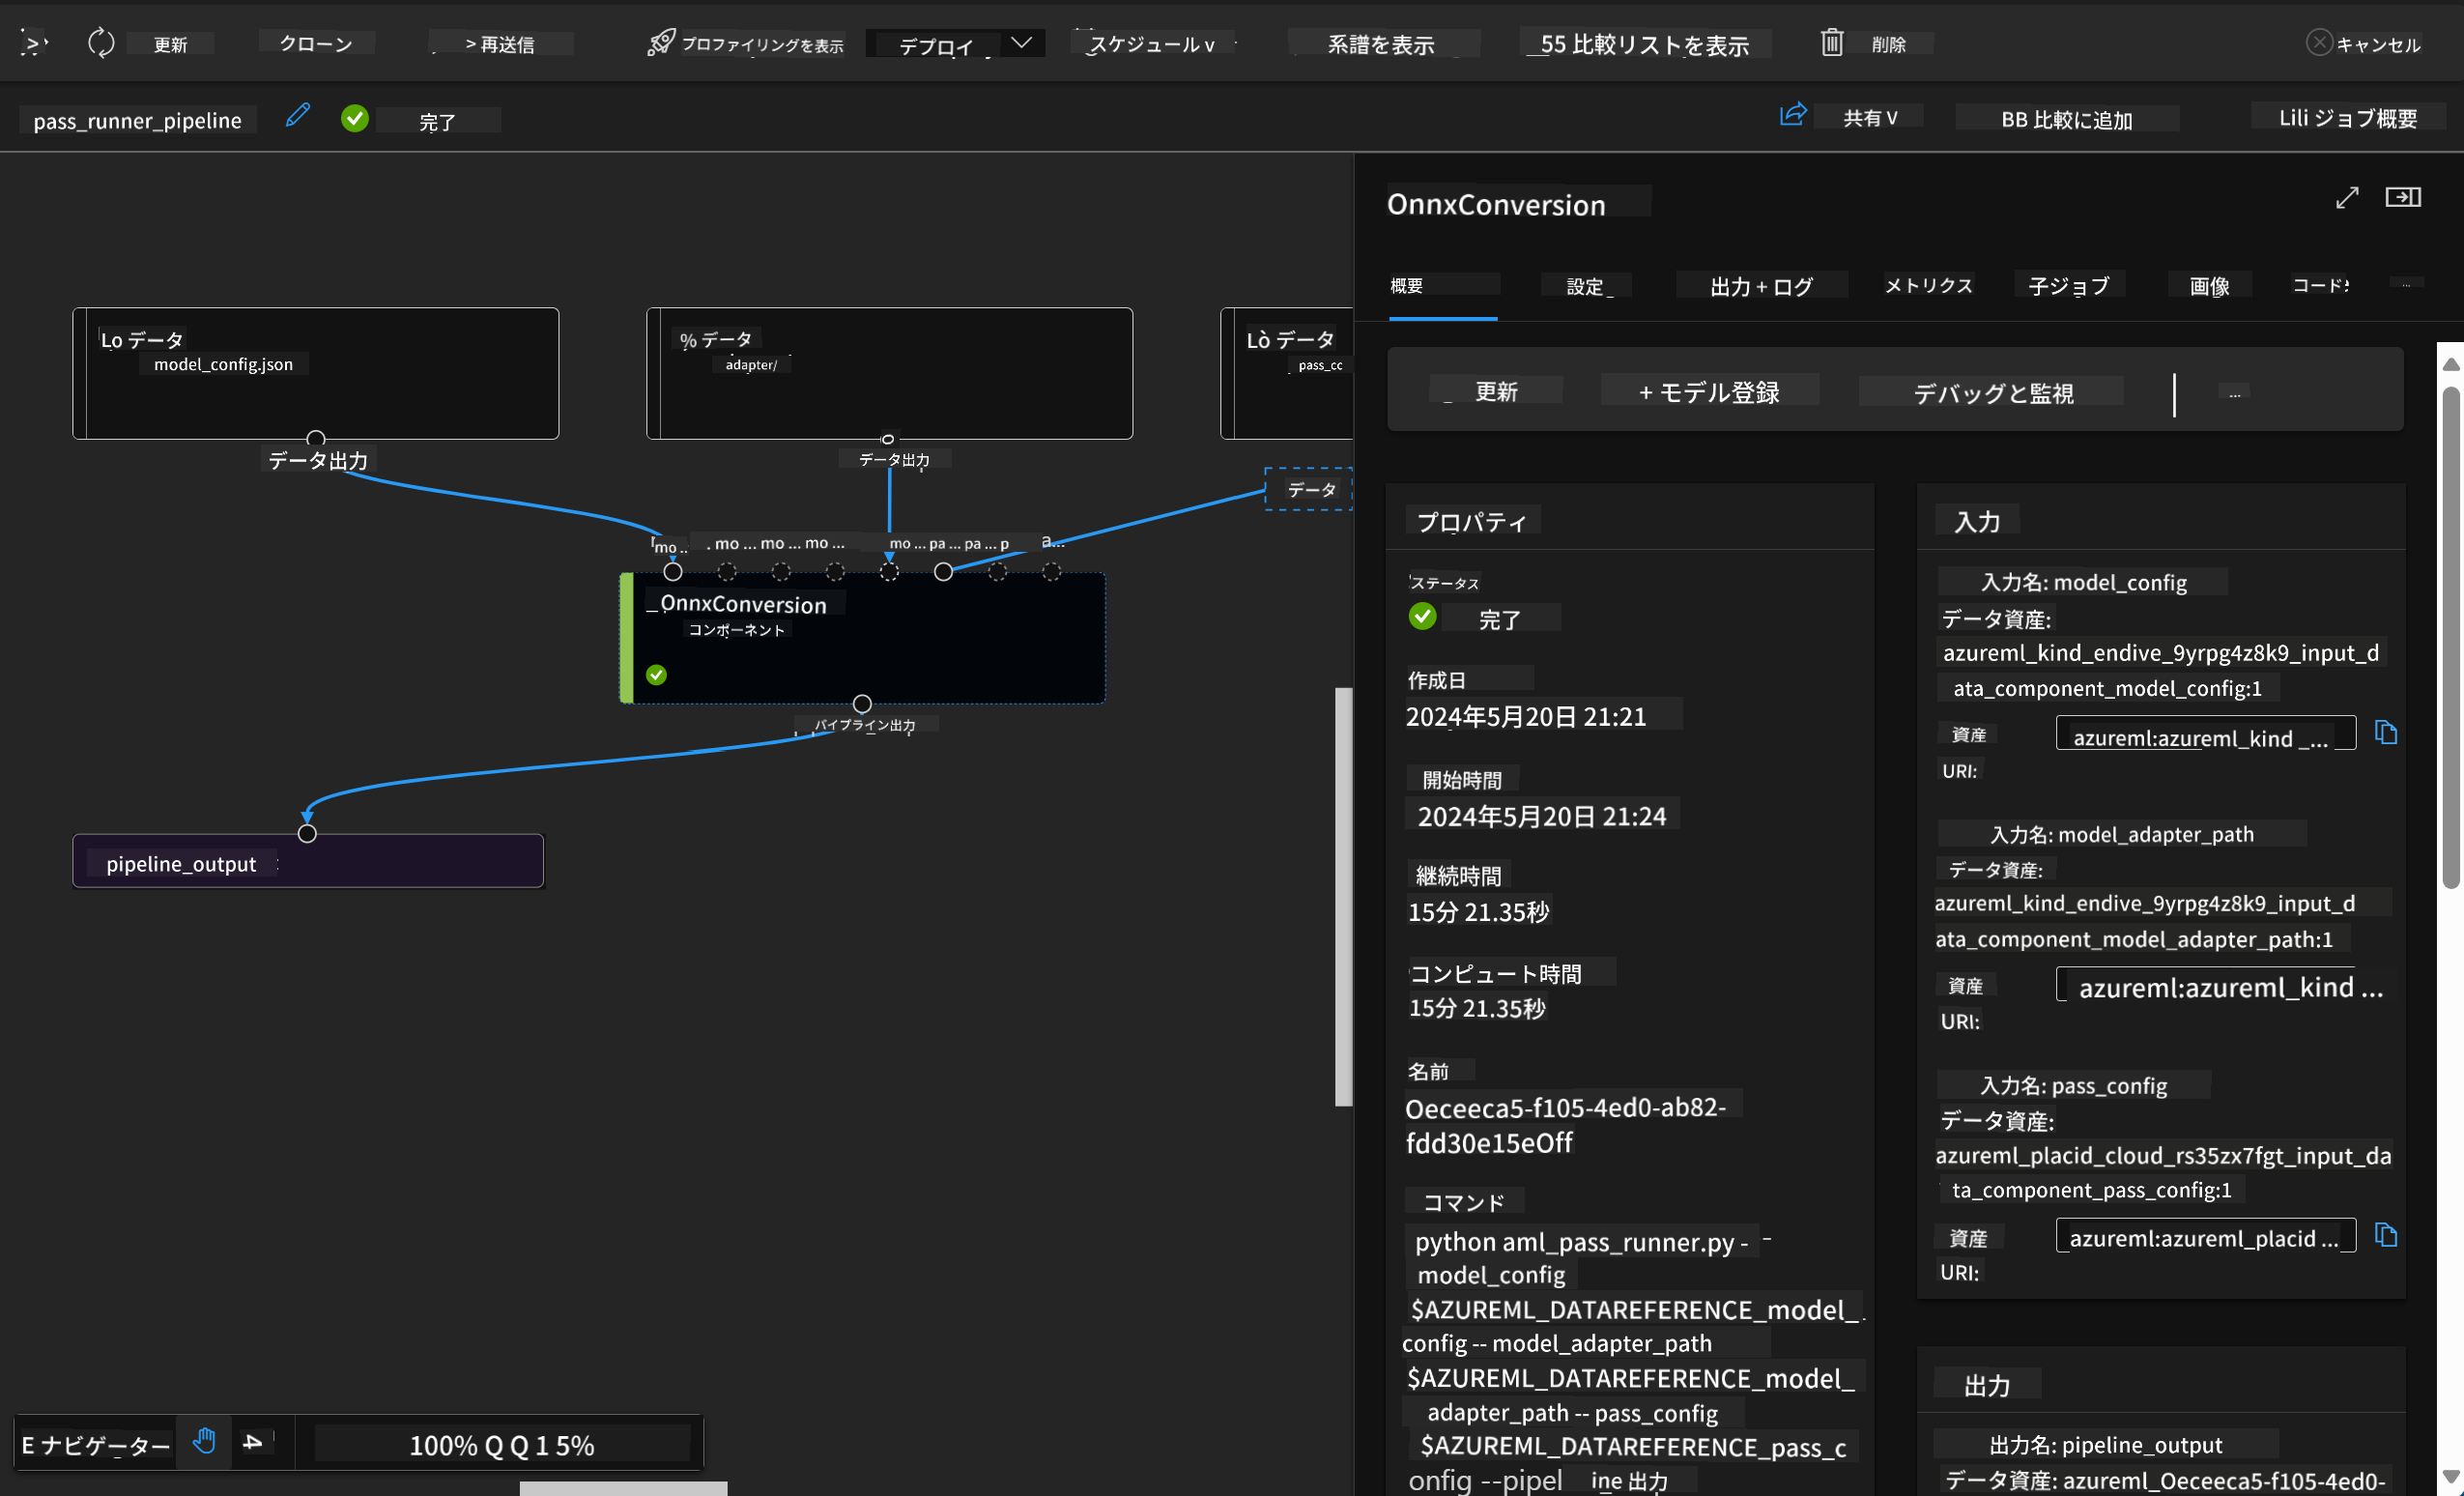 更新
クローン
> 再送信
プロファイリングを表示
デプロイ
スケジュール v
系譜を表示
55 比較リストを表示
削除
キャンセル
pass_runner_pipeline
完了
共有 V
BB 比較に追加
Lili ジョブ概要
Lo データ
model_config.json
データ出力
% データ
adapter/
データ出力
Lò データ
pass_cc
データ
mo ..
. mo ... mo ... mo ...
mo ... pa ... pa ... p
a...
OnnxConversion
コンポーネント
パイプライン出力
pipeline_output
E ナビゲーター
100% Q Q 1 5%
OnnxConversion
概要
設定
出力 + ログ
メトリクス
子ジョブ
画像
コード
...
更新
+ モデル登録
デバッグと監視
...
プロパティ
ステータス
完了
作成日
2024年5月20日 21:21
開始時間
2024年5月20日 21:24
継続時間
15分 21.35秒
コンピュート時間
15分 21.35秒
名前
Oeceeca5-f105-4ed0-ab82-
fdd30e15eOff
コマンド
python aml_pass_runner.py - -
model_config
$AZUREML_DATAREFERENCE_model_
config -- model_adapter_path
$AZUREML_DATAREFERENCE_model_
adapter_path -- pass_config
$AZUREML_DATAREFERENCE_pass_c
onfig --pipel ine 出力
入力
入力名: model_config
データ資産:
azureml_kind_endive_9yrpg4z8k9_input_d
ata_component_model_config:1
資産 azureml:azureml_kind _...
URI:
入力名: model_adapter_path
データ資産:
azureml_kind_endive_9yrpg4z8k9_input_d
ata_component_model_adapter_path:1
資産 azureml:azureml_kind ...
URI:
入力名: pass_config
データ資産:
azureml_placid_cloud_rs35zx7fgt_input_da
ta_component_pass_config:1
資産 azureml:azureml_placid ...
URI:
出力
出力名: pipeline_output
データ資産: azureml_Oeceeca5-f105-4ed0-